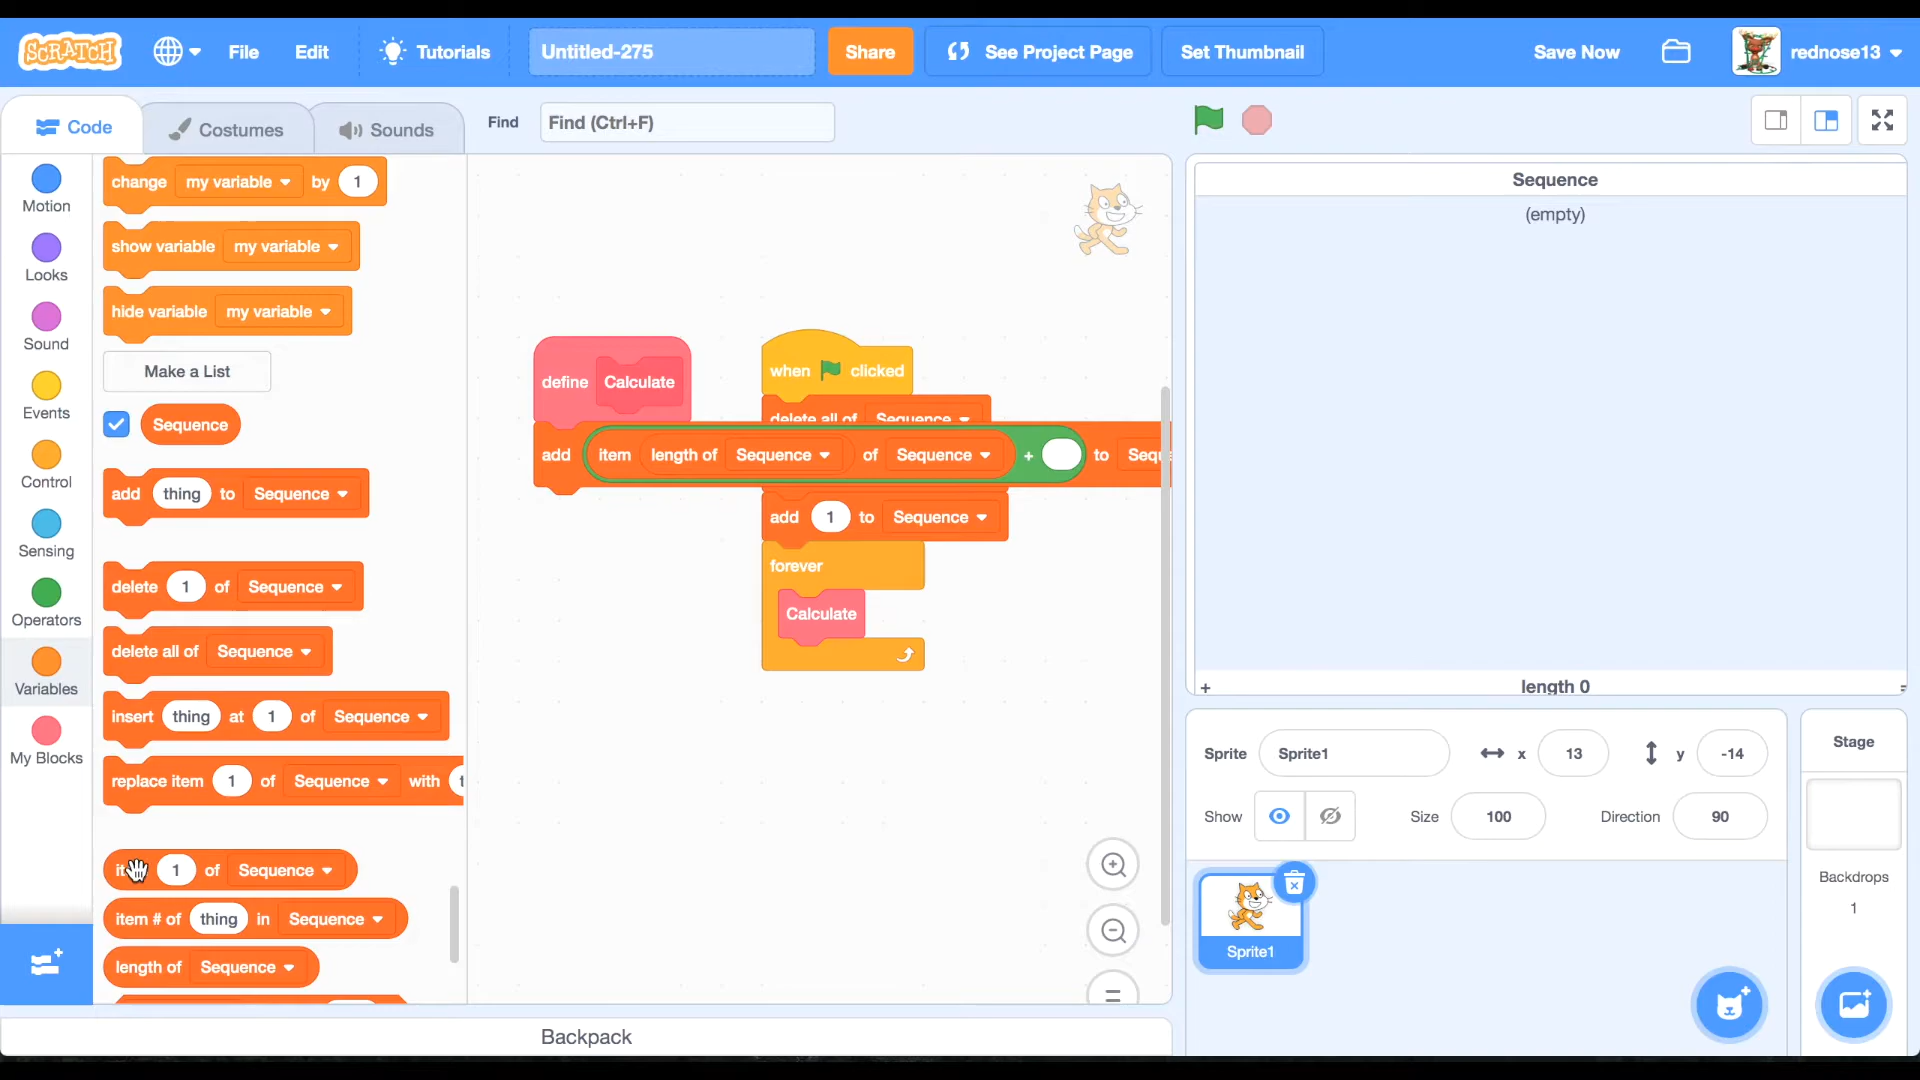 SCRATCH File Edit Tutorials Untitled-275 Share See Project Page Set Thumbnail Save Now rednose13
Code Costumes Sounds Find Find (Ctrl+F)
Motion
Looks
Sound
Events
Control
Sensing
Operators
Variables
My Blocks
change my variable by 1
show variable my variable
hide variable my variable
Make a List
Sequence
add thing to Sequence
delete 1 of Sequence
delete all of Sequence
insert thing at 1 of Sequence
replace item 1 of Sequence with
1 of Sequence
item # of thing in Sequence
length of Sequence
define Calculate
add item length of Sequence of Sequence + to
when clicked
delete all of Sequence
add 1 to Sequence
forever
Calculate
Backpack
Sequence
(empty)
+ length 0 =
Sprite Sprite1 x 13 y -14
Show Size 100 Direction 90
Sprite1
Stage
Backdrops
1